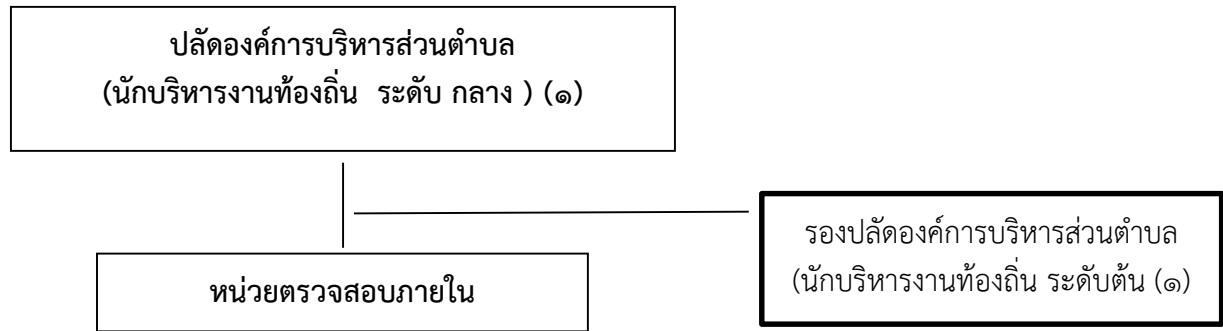 ปลัดองค์การบริหารส่วนตำบล
(นักบริหารงานท้องถิ่น ระดับ กลาง ) (๑)
รองปลัดองค์การบริหารส่วนตำบล
(นักบริหารงานท้องถิ่น ระดับต้น (๑)
หน่วยตรวจสอบภายใน